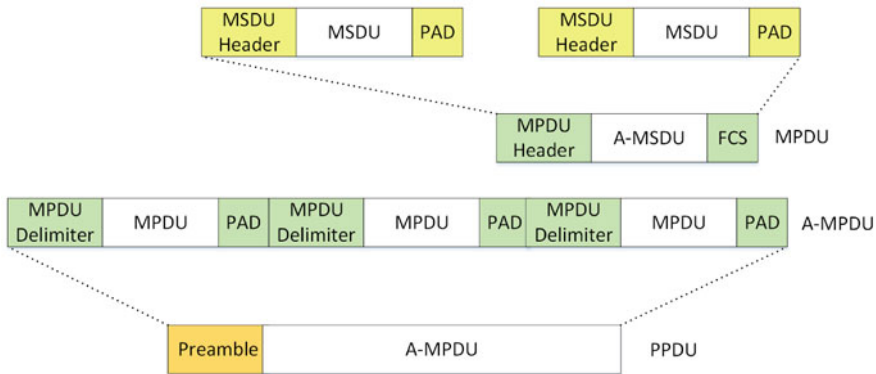 MSDU Header MSDU PAD MSDU Header MSDU PAD
MPDU Header A-MSDU FCS MPDU
MPDU Delimiter MPDU PAD MPDU Delimiter MPDU PAD MPDU Delimiter MPDU PAD A-MPDU
Preamble A-MPDU PPDU